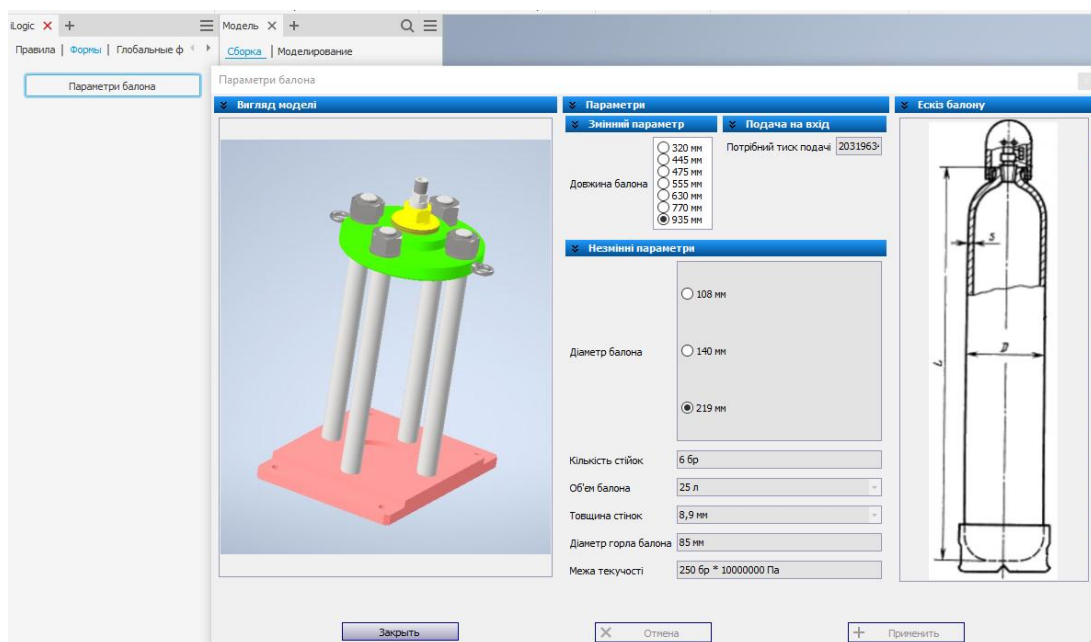 iLogic
Модель
Правила | Формы | Глобальные ф
Сборка | Моделирование
Параметри балона
Параметри балона
Вигляд моделі
Параметри
Ескіз балону
Змінний параметр
Подача на вхід
Довжина балона
320 мм
445 мм
475 мм
555 мм
630 мм
770 мм
935 мм
Потрібний тиск подачі 2031963
Незмінні параметри
Діаметр балона
108 мм
140 мм
219 мм
Кількість стійок 6 бр
Об'єм балона 25 л
Товщина стінок 8,9 мм
Діаметр горла балона 85 мм
Межа текучості 250 бр * 10000000 Па
S
D
L
Закрыть
Отмена
Применить